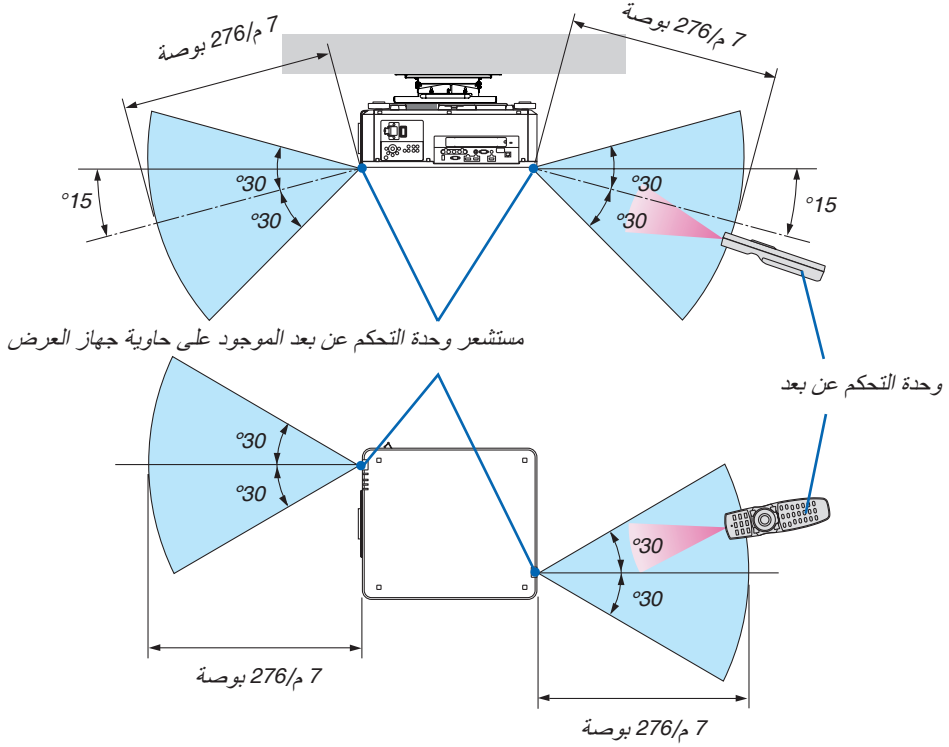 7 م/276 بوصة
7 م/276 بوصة
°30
°30
°15
°30
°30
°15
مستشعر وحدة التحكم عن بعد الموجود على حاوية جهاز العرض
وحدة التحكم عن بعد
°30
°30
°30
°30
7 م/276 بوصة
7 م/276 بوصة